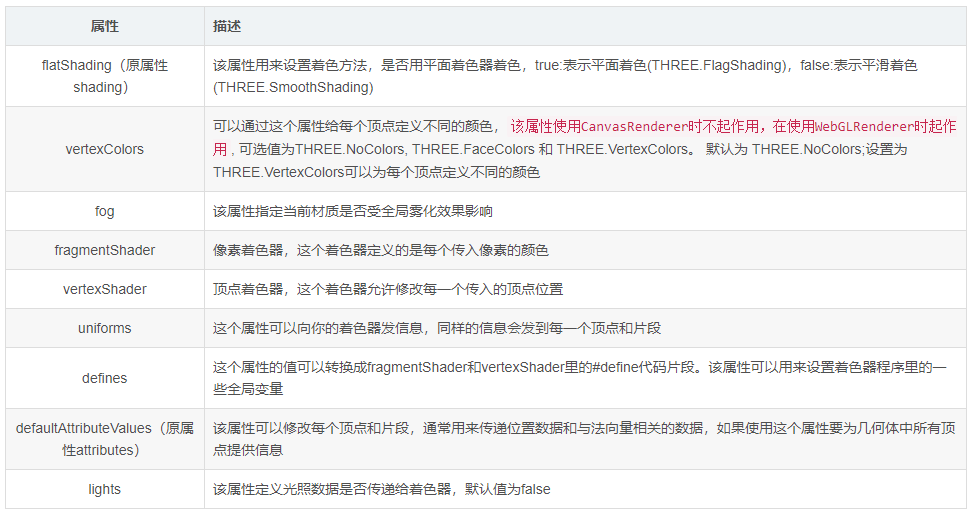 属性
描述
flatShading（原属性
shading）
该属性用来设置着色方法，是否用平面着色器着色，true:表示平面着色(THREE.FlagShading)，false:表示平滑着色
(THREE.SmoothShading)
vertexColors
可以通过这个属性给每个顶点定义不同的颜色， 该属性使用CanvasRenderer时不起作用，在使用WebGLRenderer时起作
用 , 可选值为THREE.NoColors, THREE.FaceColors 和 THREE.VertexColors。 默认为 THREE.NoColors;设置为
THREE.VertexColors可以为每个顶点定义不同的颜色
fog
该属性指定当前材质是否受全局雾化效果影响
fragmentShader
像素着色器，这个着色器定义的是每个传入像素的颜色
vertexShader
顶点着色器，这个着色器允许修改每一个传入的顶点位置
uniforms
这个属性可以向你的着色器发信息，同样的信息会发到每一个顶点和片段
defines
这个属性的值可以转换成fragmentShader和vertexShader里的#define代码片段。该属性可以用来设置着色器程序里的一
些全局变量
defaultAttributeValues（原属
性attributes）
该属性可以修改每个顶点和片段，通常用来传递位置数据和与法向量相关的数据，如果使用这个属性要为几何体中所有顶
点提供信息
lights
该属性定义光照数据是否传递给着色器，默认值为false